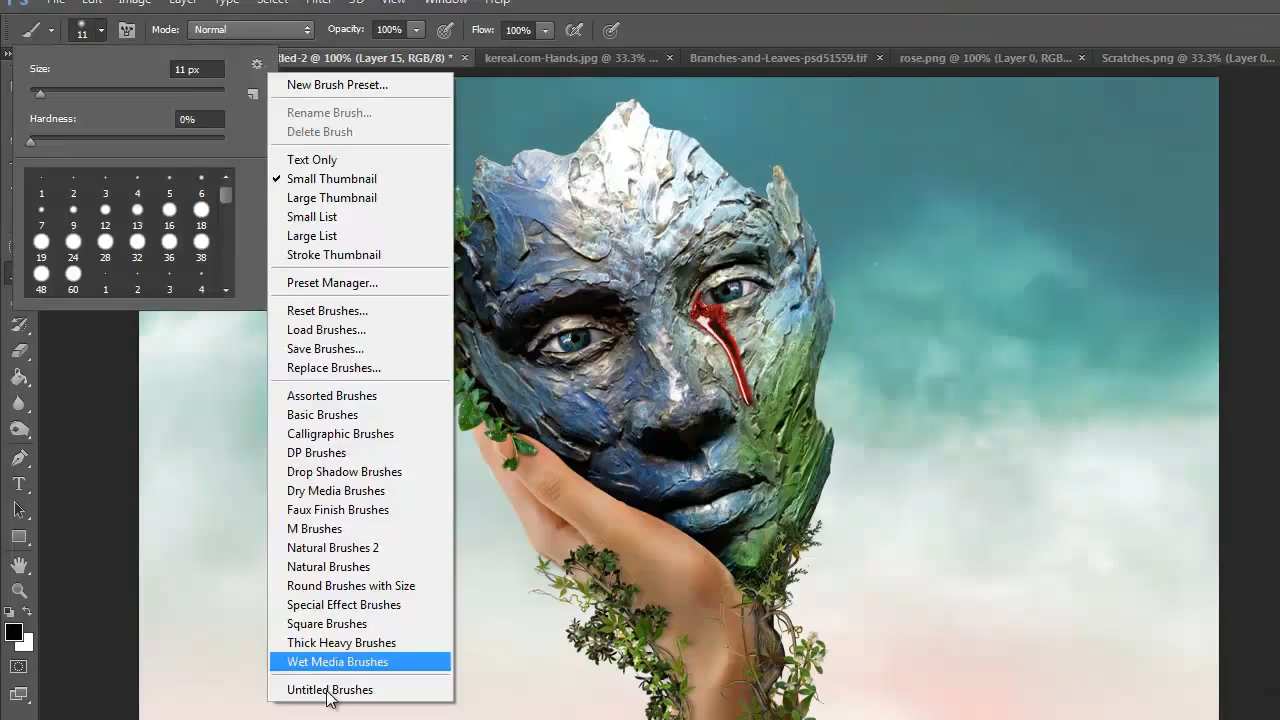 Ps Edit Image Layer Type Select Filter 3D View Window Help
11 Mode: Normal Opacity: 100% Flow: 100%
tled-2 @ 100% (Layer 15, RGB/8) * × kereal.com-Hands.jpg @ 33.3% ... × Branches-and-Leaves-psd51559.tif × rose.png @ 100% (Layer 0, RGB... × Scratches.png @ 33.3% (Layer 0...
Size: 11 px
Hardness: 0%
1 2 3 4 5 6
7 9 12 13 16 18
19 24 28 32 36 38
48 60 1 2 3 4
New Brush Preset...
Rename Brush...
Delete Brush
Text Only
Small Thumbnail
Large Thumbnail
Small List
Large List
Stroke Thumbnail
Preset Manager...
Reset Brushes...
Load Brushes...
Save Brushes...
Replace Brushes...
Assorted Brushes
Basic Brushes
Calligraphic Brushes
DP Brushes
Drop Shadow Brushes
Dry Media Brushes
Faux Finish Brushes
M Brushes
Natural Brushes 2
Natural Brushes
Round Brushes with Size
Special Effect Brushes
Square Brushes
Thick Heavy Brushes
Wet Media Brushes
Untitled Brushes
T